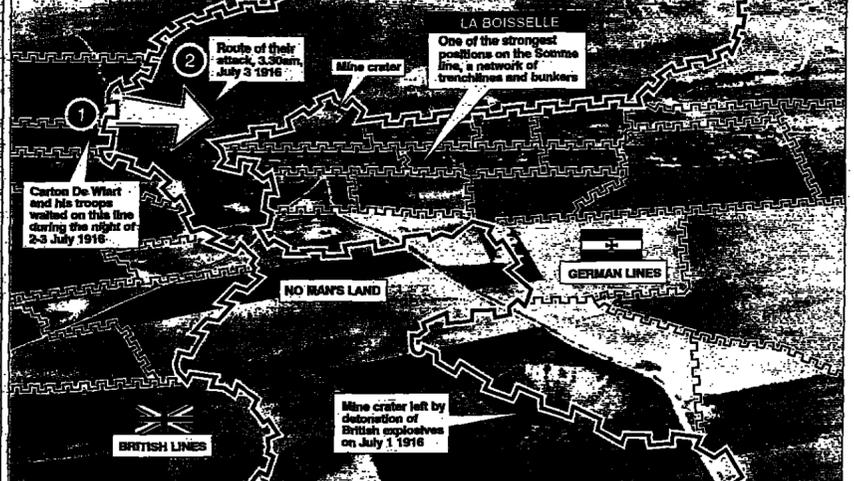 LA BOISSELLE
One of the strongest
positions on the Somme
line, a network of
trenchlines and bunkers
2
Route of their
attack, 3.30am,
July 3 1916
Mine crater
1
Carton De Wiart
and his troops
waited on this line
during the night of
2-3 July 1916
GERMAN LINES
NO MAN'S LAND
Mine crater left by
detonation of
British explosives
on July 1 1916
BRITISH LINES